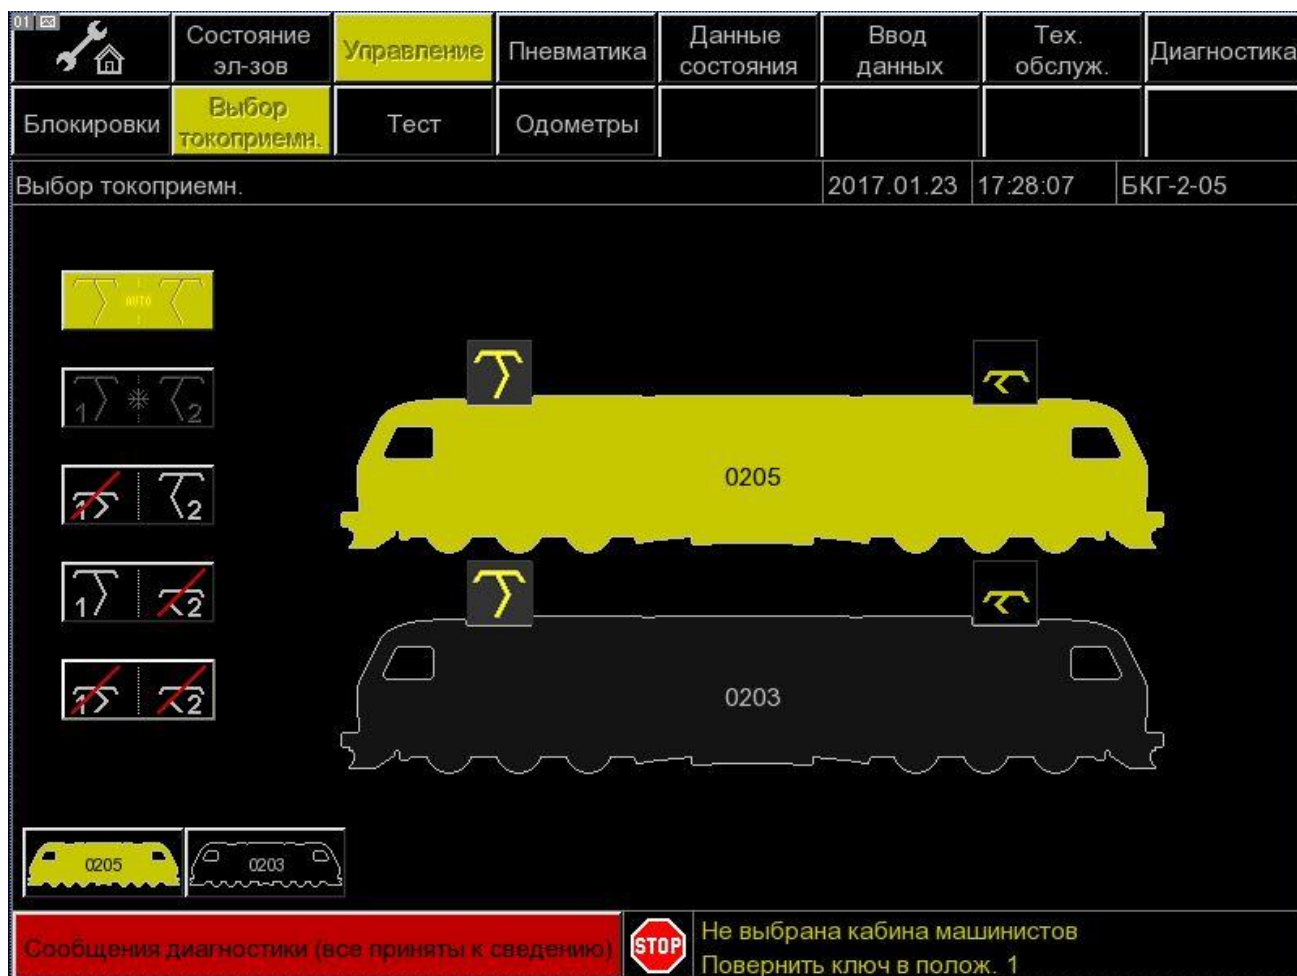 01
Состояние
эл-зов
Управление
Пневматика
Данные
состояния
Ввод
данных
Тех.
обслуж.
Диагностика
Блокировки
Выбор
токоприемн.
Тест
Одометры
Выбор токоприемн.
2017.01.23
17:28:07
БКГ-2-05
AUTO
1 2
1 2
1 2
1 2
0205
0203
0205
0203
Сообщения диагностики (все приняты к сведению)
STOP
Не выбрана кабина машинистов
Повернить ключ в полож. 1